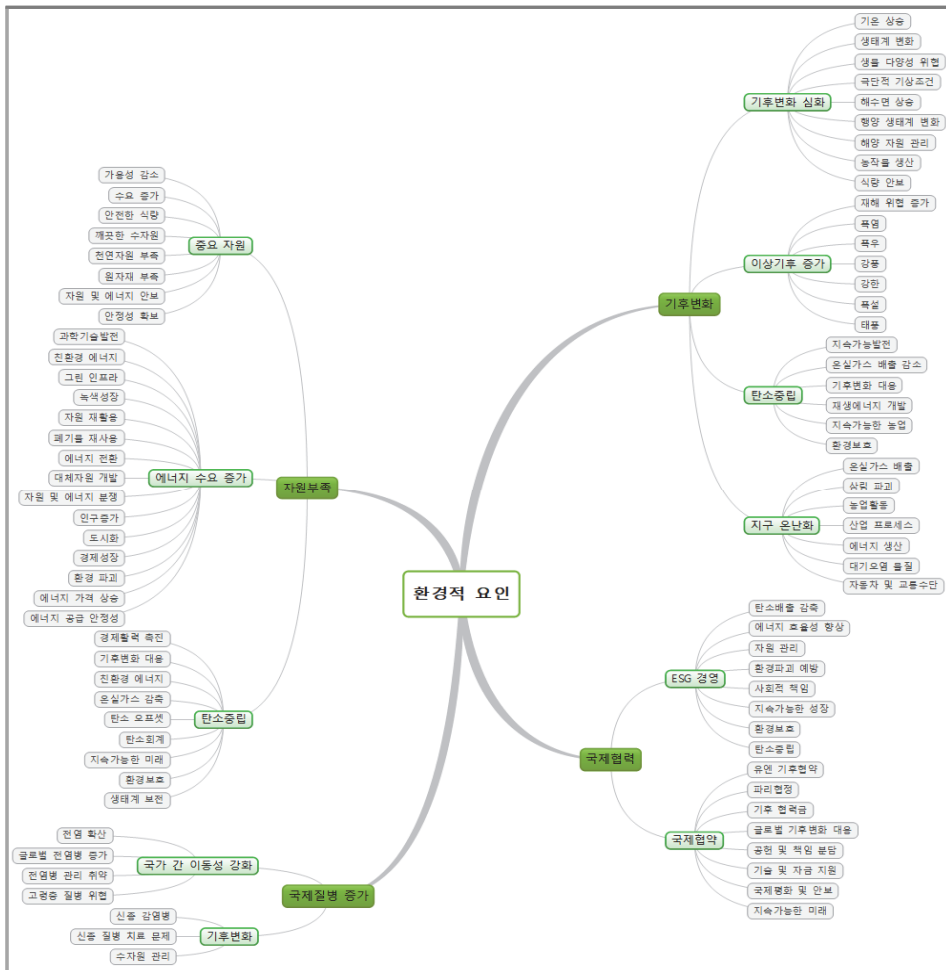 환경적 요인
기후변화
기후변화 심화
기온 상승
생태계 변화
생물 다양성 위협
극단적 기상조건
해수면 상승
행양 생태계 변화
해양 자원 관리
농작물 생산
식량 안보
이상기후 증가
재해 위협 증가
폭염
폭우
강풍
강한
폭설
태풍
탄소중립
지속가능발전
온실가스 배출 감소
기후변화 대응
재생에너지 개발
지속가능한 농업
환경보호
지구 온난화
온실가스 배출
삼림 파괴
농업활동
산업 프로세스
에너지 생산
대기오염 물질
자동차 및 교통수단
국제협력
ESG 경영
탄소배출 감축
에너지 효율성 향상
자원 관리
환경파괴 예방
사회적 책임
지속가능한 성장
환경보호
탄소중립
국제협약
유엔 기후협약
파리협정
기후 협력금
글로벌 기후변화 대응
공헌 및 책임 분담
기술 및 자금 지원
국제평화 및 안보
지속가능한 미래
자원부족
중요 자원
가용성 감소
수요 증가
안전한 식량
깨끗한 수자원
천연자원 부족
원자재 부족
자원 및 에너지 안보
안정성 확보
에너지 수요 증가
과학기술발전
친환경 에너지
그린 인프라
녹색성장
자원 재활용
폐기물 재사용
에너지 전환
대체자원 개발
자원 및 에너지 분쟁
인구증가
도시화
경제성장
환경 파괴
에너지 가격 상승
에너지 공급 안정성
탄소중립
경제활력 촉진
기후변화 대응
친환경 에너지
온실가스 감축
탄소 오프셋
탄소회계
지속가능한 미래
환경보호
생태계 보전
국제질병 증가
국가 간 이동성 강화
전염 확산
글로벌 전염병 증가
전염병 관리 취약
고령층 질병 위협
기후변화
신종 감염병
신종 질병 치료 문제
수자원 관리